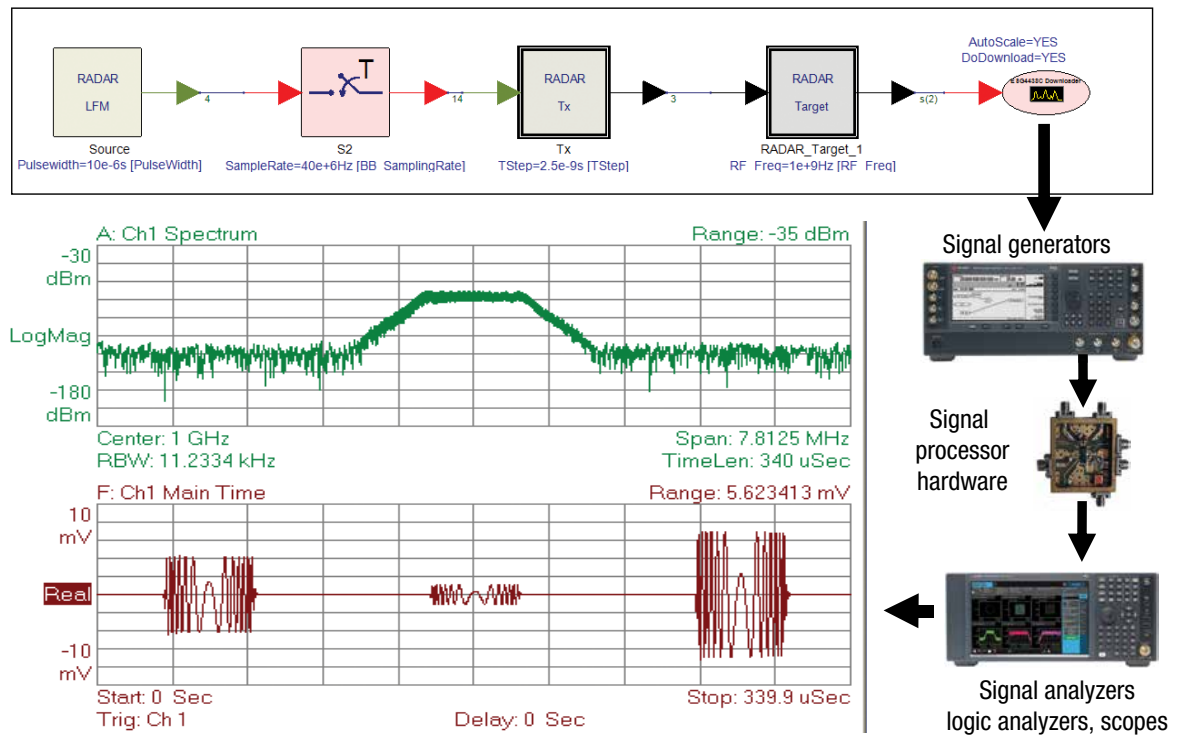 RADAR
LFM
Source
Pulsewidth=10e-6s [PulseWidth]
4
T
S2
SampleRate=40e+6Hz [BB_SamplingRate]
14
RADAR
Tx
Tx
TStep=2.5e-9s [TStep]
3
RADAR
Target
RADAR_Target_1
RF_Freq=1e+9Hz [RF_Freq]
s(2)
AutoScale=YES
DoDownload=YES
Downloader
Signal generators
Signal
processor
hardware
Signal analyzers
logic analyzers, scopes
A: Ch1 Spectrum
Range: -35 dBm
-30
dBm
LogMag
-180
dBm
Center: 1 GHz
Span: 7.8125 MHz
RBW: 11.2334 kHz
TimeLen: 340 uSec
F: Ch1 Main Time
Range: 5.623413 mV
10
mV
Real
-10
mV
Start: 0 Sec
Stop: 339.9 uSec
Trig: Ch 1
Delay: 0 Sec